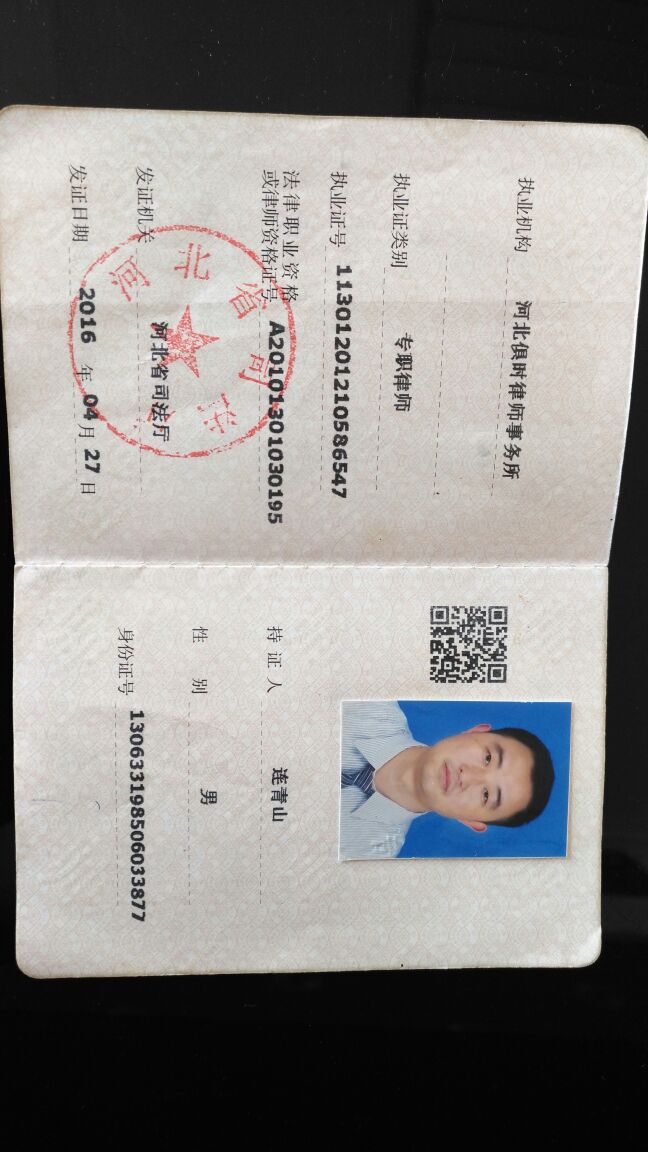 执业机构 河北俱时律师事务所
执业证类别 专职律师
执业证号 11301201210586547
法律职业资格
或律师资格证号 A20101301030195
发证机关 河北省司法厅
发证日期 2016 年 04 月 27 日
河北省司法厅
持证人 连青山
性 别 男
身份证号 130633198506033877